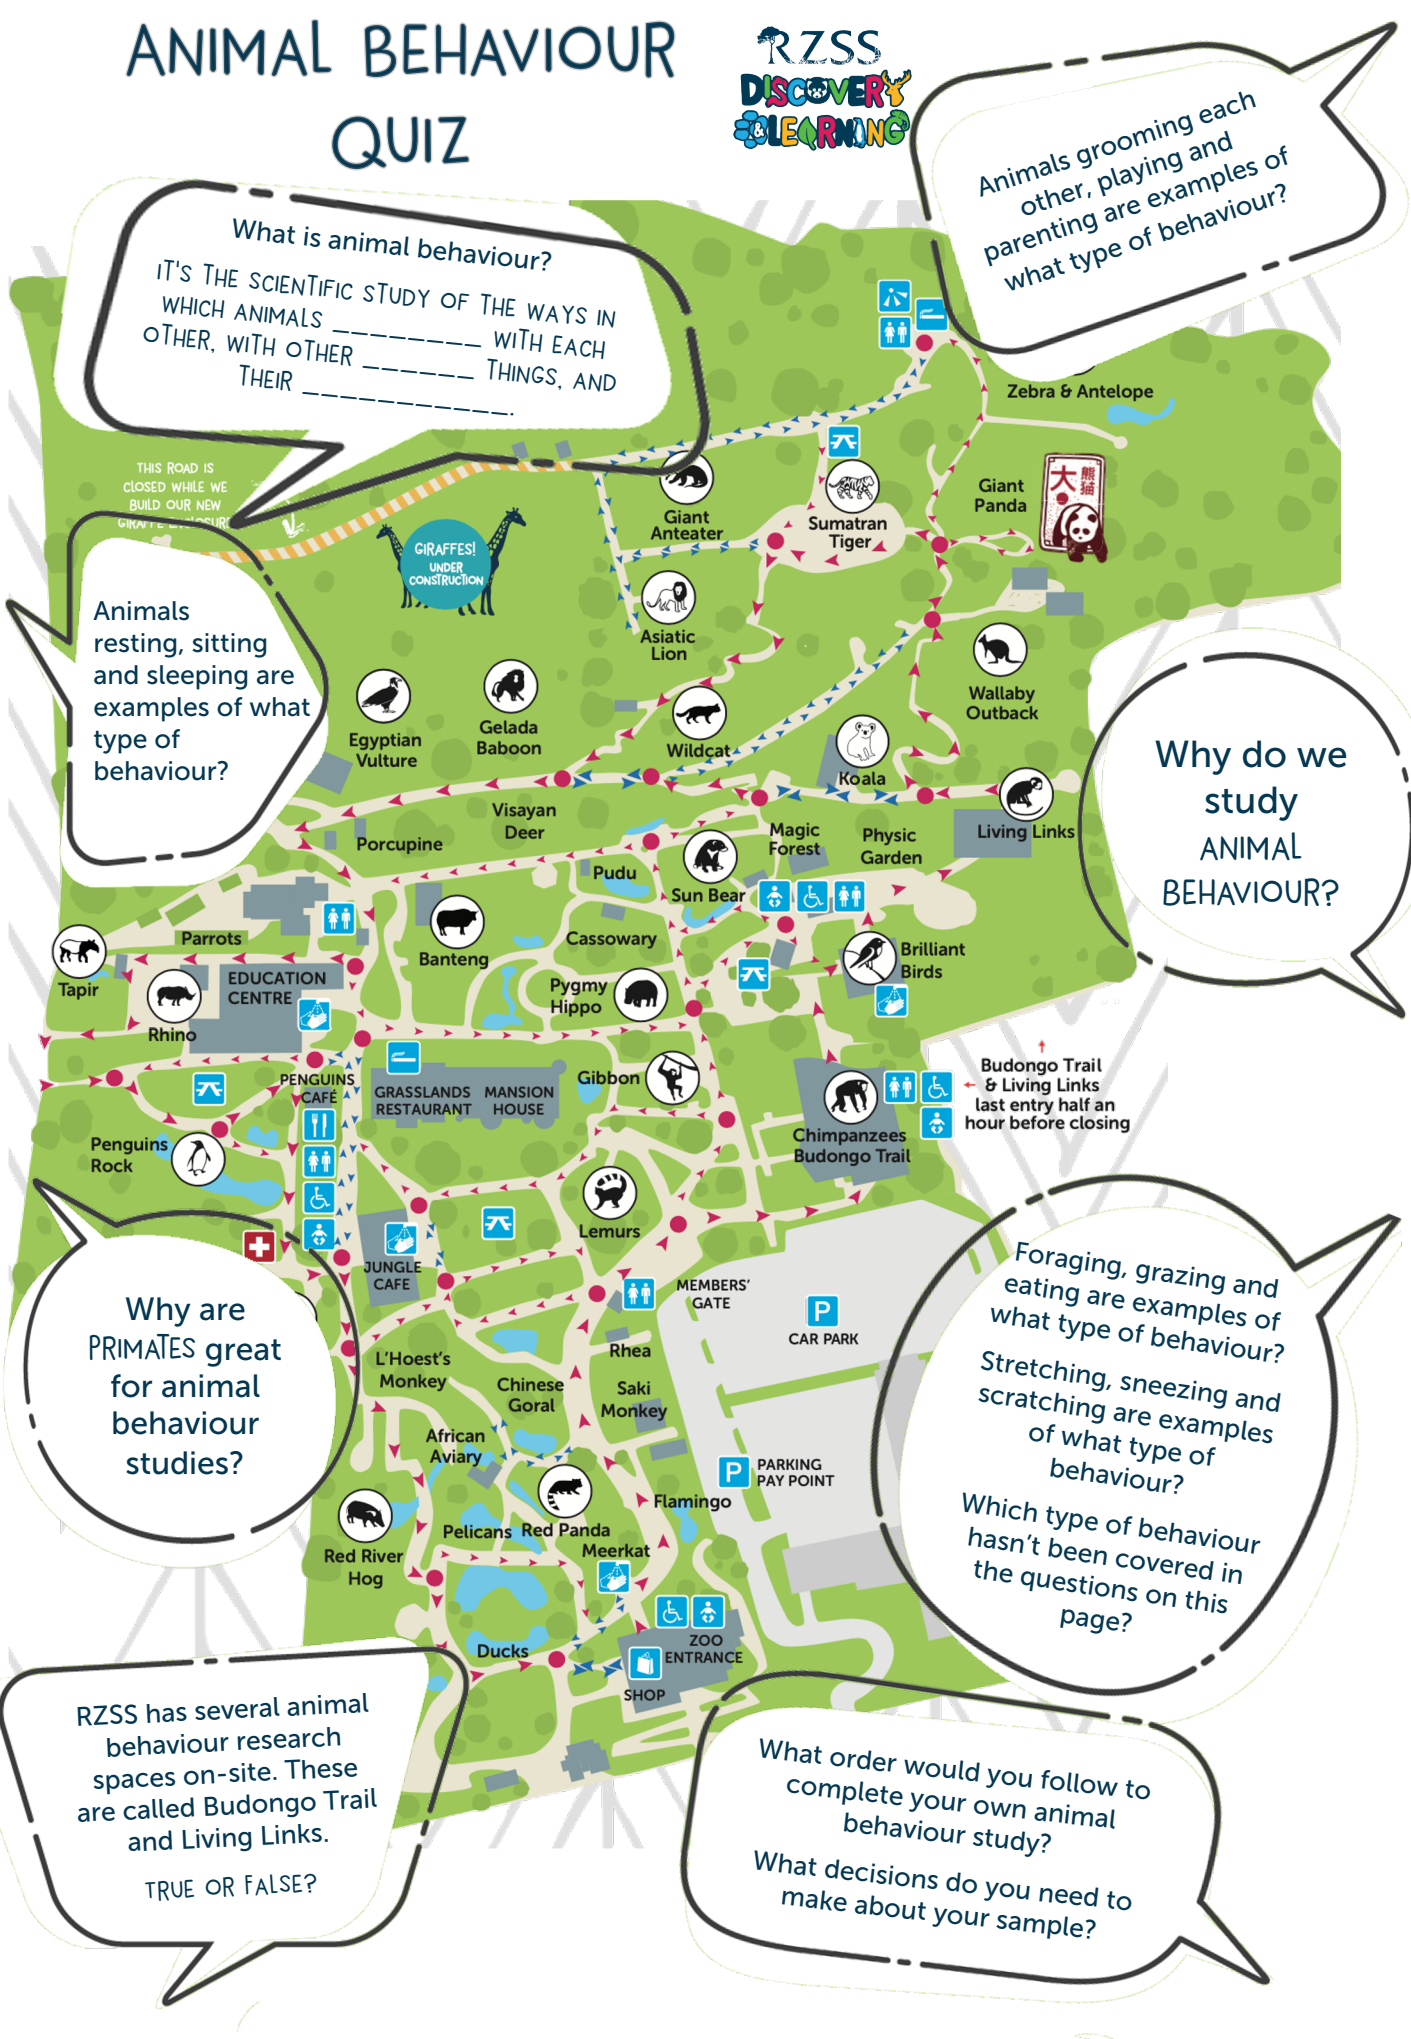 ANIMAL BEHAVIOUR
QUIZ
RZSS
DISCOVERY
& LEARNING
Animals grooming each
other, playing and
parenting are examples of
what type of behaviour?
What is animal behaviour?
IT'S THE SCIENTIFIC STUDY OF THE WAYS IN
WHICH ANIMALS ________ WITH EACH
OTHER, WITH OTHER ______ THINGS, AND
THEIR ___________.
Zebra & Antelope
THIS ROAD IS
CLOSED WHILE WE
BUILD OUR NEW
GIRAFFE ENCLOSURE
GIRAFFES!
UNDER
CONSTRUCTION
Giant
Anteater
Sumatran
Tiger
Giant
Panda
大熊猫
Asiatic
Lion
Animals
resting, sitting
and sleeping are
examples of what
type of
behaviour?
Egyptian
Vulture
Gelada
Baboon
Wildcat
Koala
Wallaby
Outback
Why do we
study
ANIMAL
BEHAVIOUR?
Porcupine
Visayan
Deer
Magic
Forest
Physic
Garden
Living Links
Pudu
Sun Bear
Parrots
Banteng
Cassowary
Brilliant
Birds
Tapir
Rhino
EDUCATION
CENTRE
Pygmy
Hippo
PENGUINS
CAFÉ
GRASSLANDS
RESTAURANT
MANSION
HOUSE
Gibbon
Chimpanzees
Budongo Trail
Budongo Trail
& Living Links
last entry half an
hour before closing
Penguins
Rock
Lemurs
JUNGLE
CAFE
MEMBERS'
GATE
P
CAR PARK
Why are
PRIMATES great
for animal
behaviour
studies?
L'Hoest's
Monkey
Chinese
Goral
Rhea
Saki
Monkey
African
Aviary
P
PARKING
PAY POINT
Flamingo
Pelicans
Red Panda
Meerkat
Red River
Hog
Ducks
ZOO
ENTRANCE
SHOP
Foraging, grazing and
eating are examples of
what type of behaviour?
Stretching, sneezing and
scratching are examples
of what type of
behaviour?
Which type of behaviour
hasn't been covered in
the questions on this
page?
RZSS has several animal
behaviour research
spaces on-site. These
are called Budongo Trail
and Living Links.
TRUE OR FALSE?
What order would you follow to
complete your own animal
behaviour study?
What decisions do you need to
make about your sample?